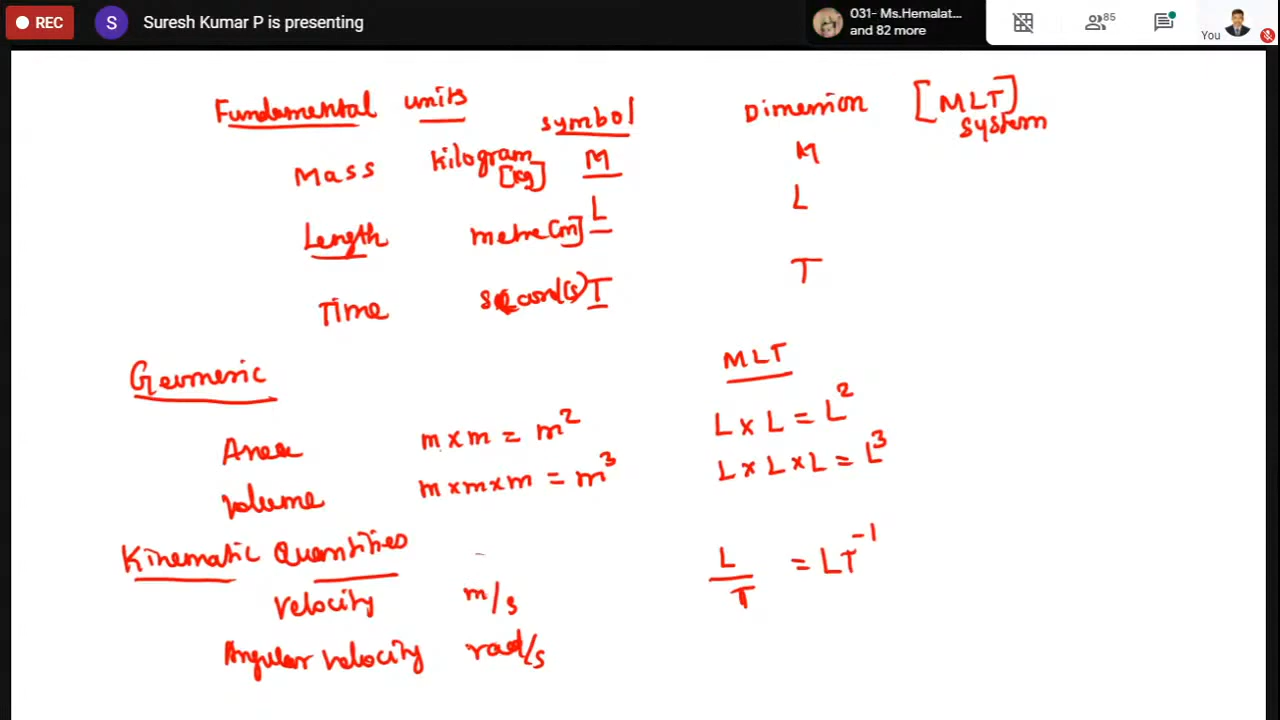 REC
S
Suresh Kumar P is presenting
031- Ms.Hemalat...
and 82 more
85
You
Fundamental units symbol Dimension [MLT] system
Mass kilogram [kg] M M
Length metre [m] L L
Time second(s) T T
Geometric MLT
Area m x m = m² L x L = L²
Volume m x m x m = m³ L x L x L = L³
Kinematic Quantities
Velocity m/s L/T = LT⁻¹
Angular velocity rad/s